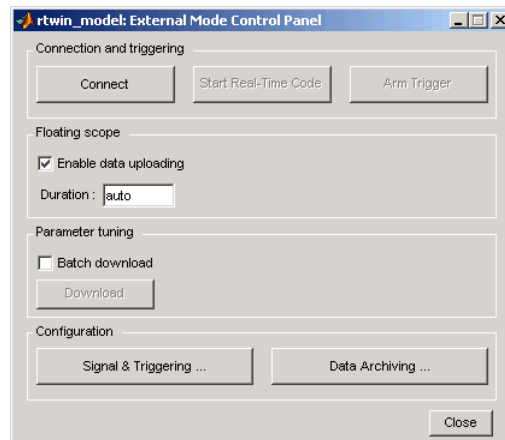 rtwin_model: External Mode Control Panel
Connection and triggering
Connect Start Real-Time Code Arm Trigger
Floating scope
Enable data uploading
Duration : auto
Parameter tuning
Batch download
Download
Configuration
Signal & Triggering ... Data Archiving ...
Close